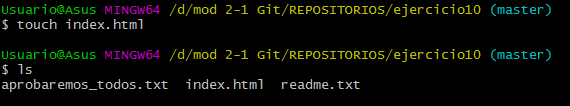 Usuario@Asus MINGW64 /d/mod 2-1 Git/REPOSITORIOS/ejercicio10 (master)
$ touch index.html
Usuario@Asus MINGW64 /d/mod 2-1 Git/REPOSITORIOS/ejercicio10 (master)
$ ls
aprobaremos_todos.txt  index.html  readme.txt